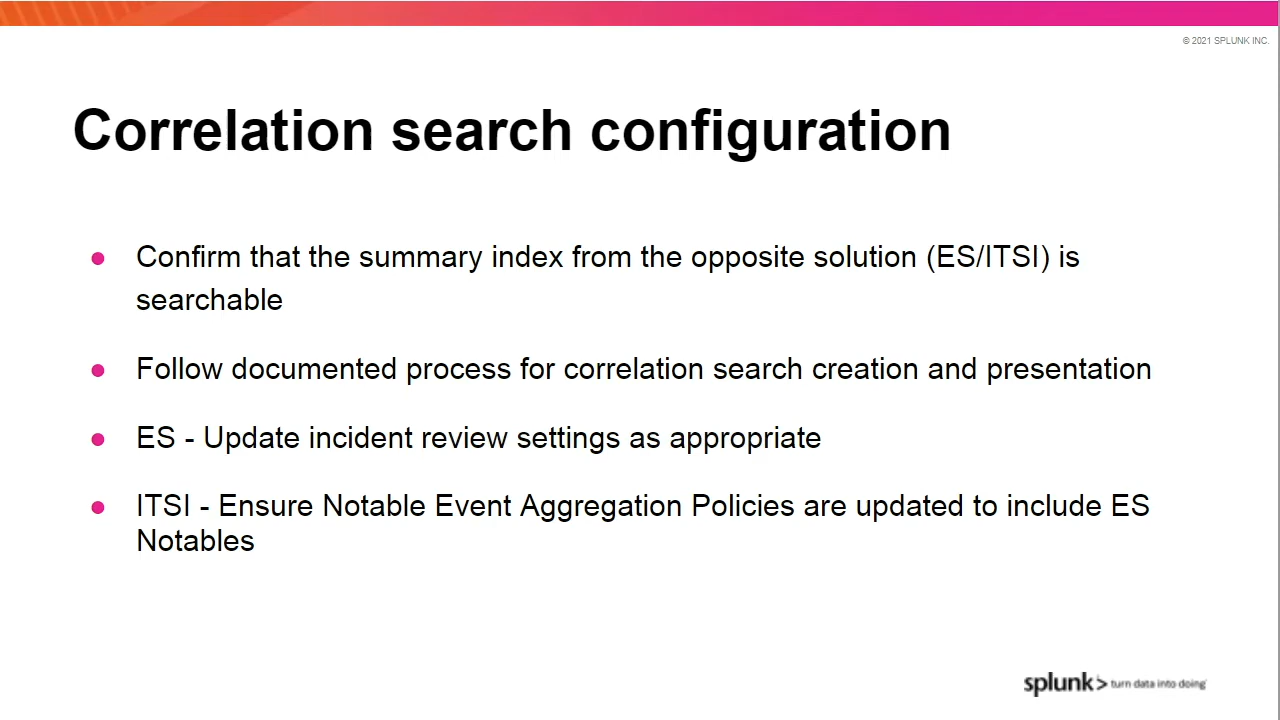 © 2021 SPLUNK INC.
Correlation search configuration
● Confirm that the summary index from the opposite solution (ES/ITSI) is
searchable
● Follow documented process for correlation search creation and presentation
● ES - Update incident review settings as appropriate
● ITSI - Ensure Notable Event Aggregation Policies are updated to include ES
Notables
splunk> turn data into doing